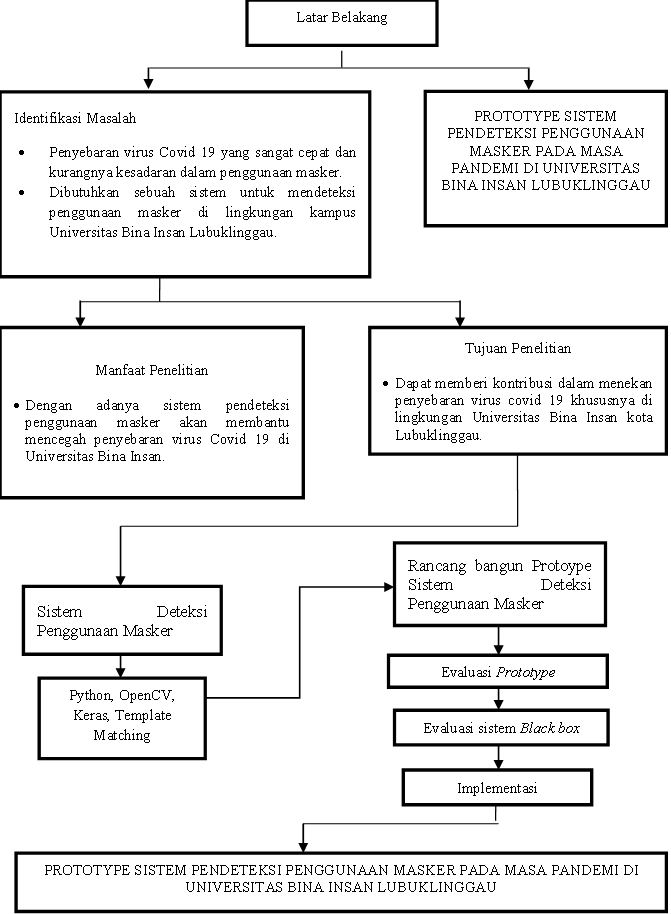 Latar Belakang
Identifikasi Masalah
• Penyebaran virus Covid 19 yang sangat cepat dan
kurangnya kesadaran dalam penggunaan masker.
• Dibutuhkan sebuah sistem untuk mendeteksi
penggunaan masker di lingkungan kampus
Universitas Bina Insan Lubuklinggau.
PROTOTYPE SISTEM
PENDETEKSI PENGGUNAAN
MASKER PADA MASA
PANDEMI DI UNIVERSITAS
BINA INSAN LUBUKLINGGAU
Manfaat Penelitian
• Dengan adanya sistem pendeteksi
penggunaan masker akan membantu
mencegah penyebaran virus Covid 19 di
Universitas Bina Insan.
Tujuan Penelitian
• Dapat memberi kontribusi dalam menekan
penyebaran virus covid 19 khususnya di
lingkungan Universitas Bina Insan kota
Lubuklinggau.
Sistem Deteksi
Penggunaan Masker
Python, OpenCV,
Keras, Template
Matching
Rancang bangun Protoype
Sistem Deteksi
Penggunaan Masker
Evaluasi Prototype
Evaluasi sistem Black box
Implementasi
PROTOTYPE SISTEM PENDETEKSI PENGGUNAAN MASKER PADA MASA PANDEMI DI
UNIVERSITAS BINA INSAN LUBUKLINGGAU